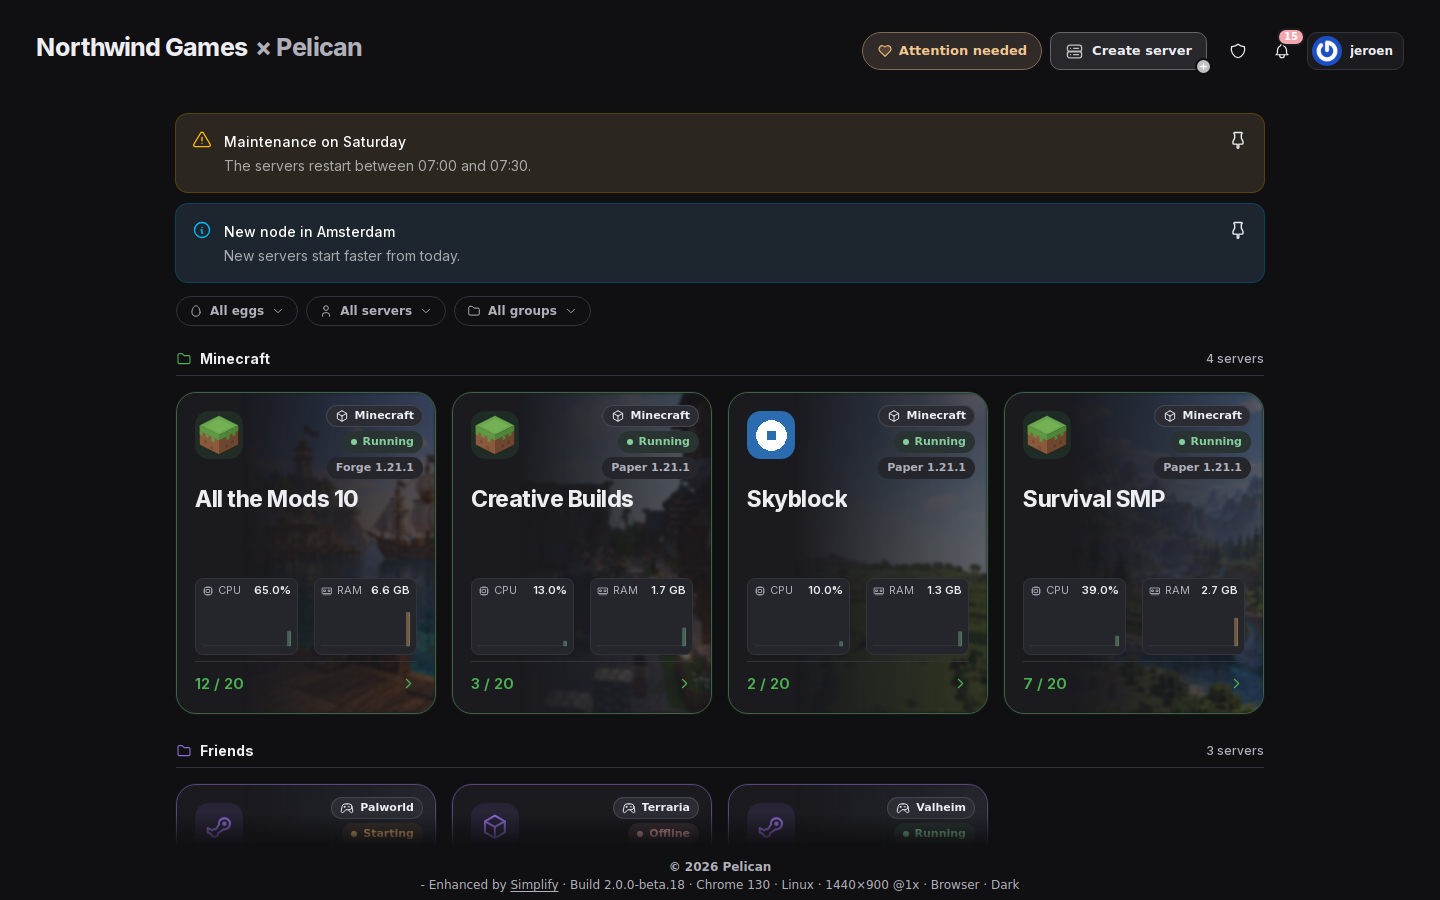 Northwind Games × Pelican
Attention needed
Create server
15
jeroen
Maintenance on Saturday
The servers restart between 07:00 and 07:30.
New node in Amsterdam
New servers start faster from today.
All eggs
All servers
All groups
Minecraft
4 servers
Minecraft
Running
Forge 1.21.1
All the Mods 10
CPU 65.0%
RAM 6.6 GB
12 / 20
Minecraft
Running
Paper 1.21.1
Creative Builds
CPU 13.0%
RAM 1.7 GB
3 / 20
Minecraft
Running
Paper 1.21.1
Skyblock
CPU 10.0%
RAM 1.3 GB
2 / 20
Minecraft
Running
Paper 1.21.1
Survival SMP
CPU 39.0%
RAM 2.7 GB
7 / 20
Friends
3 servers
Palworld
Starting
Terraria
Offline
Valheim
Running
© 2026 Pelican
- Enhanced by Simplify · Build 2.0.0-beta.18 · Chrome 130 · Linux · 1440×900 @1x · Browser · Dark